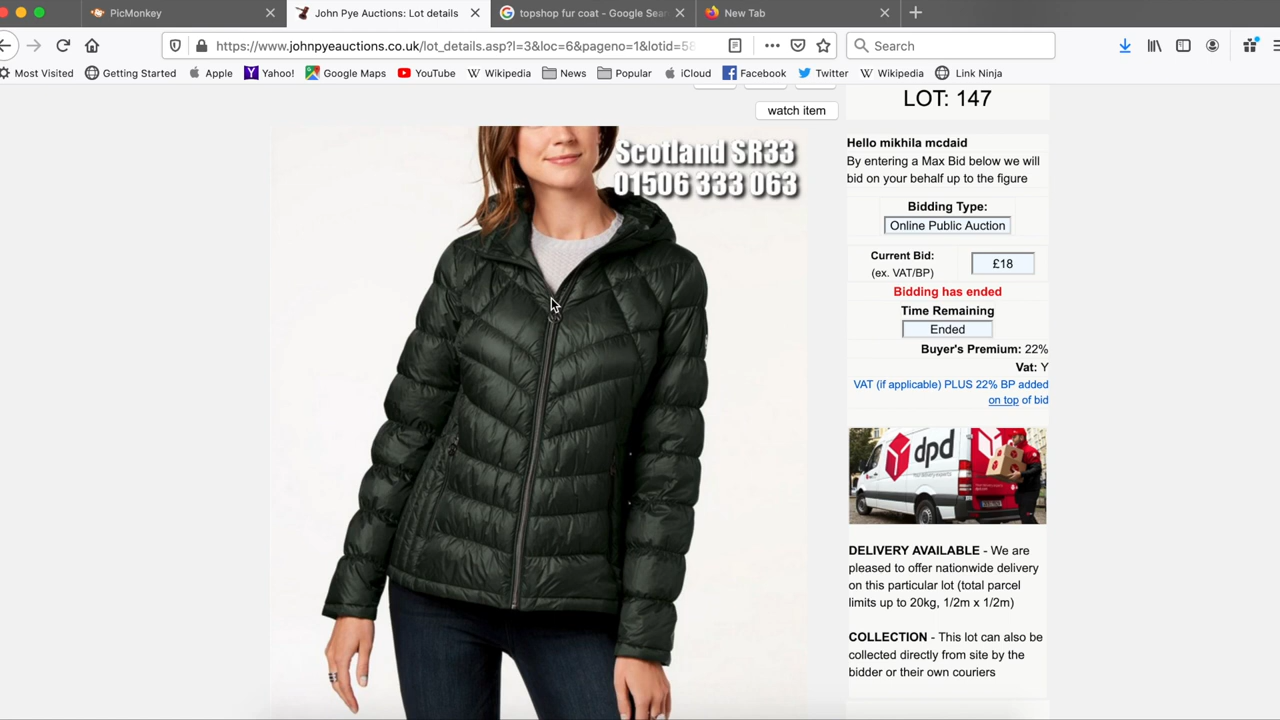 PicMonkey
John Pye Auctions: Lot details
topshop fur coat - Google Sear
New Tab
https://www.johnpyeauctions.co.uk/lot_details.asp?l=3&loc=6&pageno=1&lotid=58
Search
Most Visited
Getting Started
Apple
Yahoo!
Google Maps
YouTube
Wikipedia
News
Popular
iCloud
Facebook
Twitter
Wikipedia
Link Ninja
watch item
LOT: 147
Scotland SR33
01506 333 063
Hello mikhila mcdaid
By entering a Max Bid below we will
bid on your behalf up to the figure
Bidding Type:
Online Public Auction
Current Bid:
(ex. VAT/BP)
£18
Bidding has ended
Time Remaining
Ended
Buyer's Premium: 22%
Vat: Y
VAT (if applicable) PLUS 22% BP added
on top of bid
dpd
DELIVERY AVAILABLE - We are
pleased to offer nationwide delivery
on this particular lot (total parcel
limits up to 20kg, 1/2m x 1/2m)
COLLECTION - This lot can also be
collected directly from site by the
bidder or their own couriers